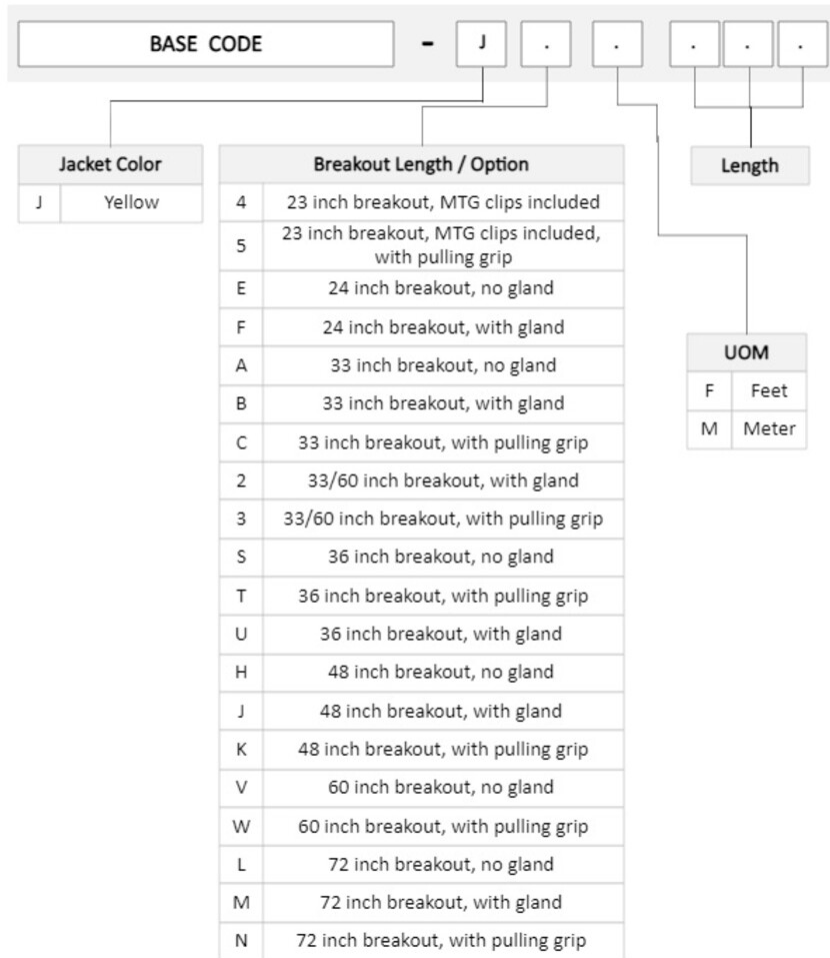 BASE CODE - J . . . . .
Jacket Color
J Yellow
Breakout Length / Option
4 23 inch breakout, MTG clips included
5 23 inch breakout, MTG clips included,
with pulling grip
E 24 inch breakout, no gland
F 24 inch breakout, with gland
A 33 inch breakout, no gland
B 33 inch breakout, with gland
C 33 inch breakout, with pulling grip
2 33/60 inch breakout, with gland
3 33/60 inch breakout, with pulling grip
S 36 inch breakout, no gland
T 36 inch breakout, with pulling grip
U 36 inch breakout, with gland
H 48 inch breakout, no gland
J 48 inch breakout, with gland
K 48 inch breakout, with pulling grip
V 60 inch breakout, no gland
W 60 inch breakout, with pulling grip
L 72 inch breakout, no gland
M 72 inch breakout, with gland
N 72 inch breakout, with pulling grip
Length
UOM
F Feet
M Meter